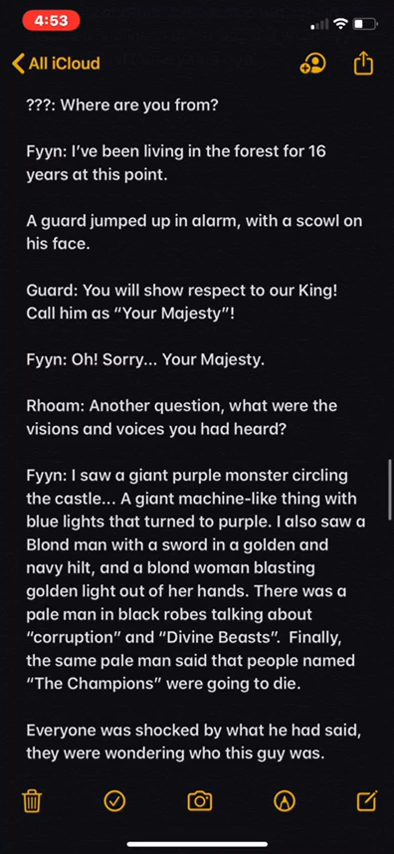 4:53
All iCloud
???: Where are you from?
Fyyn: I’ve been living in the forest for 16
years at this point.
A guard jumped up in alarm, with a scowl on
his face.
Guard: You will show respect to our King!
Call him as “Your Majesty”!
Fyyn: Oh! Sorry... Your Majesty.
Rhoam: Another question, what were the
visions and voices you had heard?
Fyyn: I saw a giant purple monster circling
the castle... A giant machine-like thing with
blue lights that turned to purple. I also saw a
Blond man with a sword in a golden and
navy hilt, and a blond woman blasting
golden light out of her hands. There was a
pale man in black robes talking about
“corruption” and “Divine Beasts”.  Finally,
the same pale man said that people named
“The Champions” were going to die.
Everyone was shocked by what he had said,
they were wondering who this guy was.